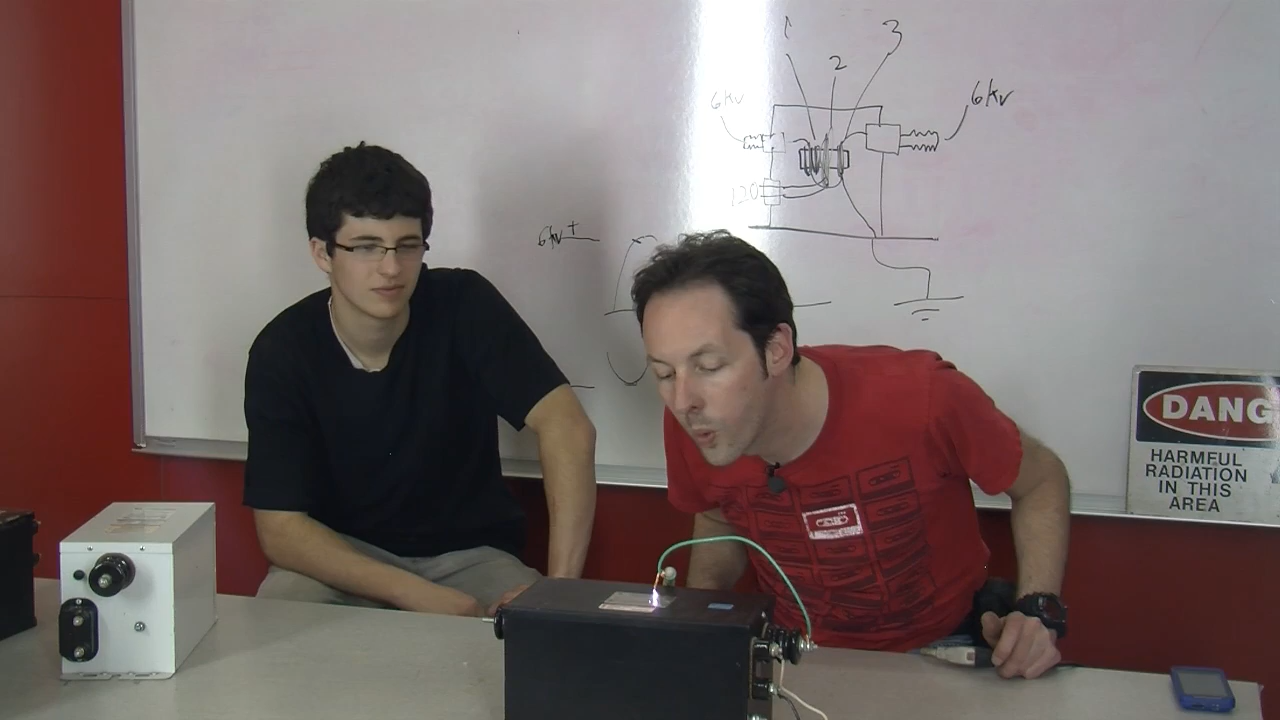 1
3
2
6kv
6kv
120
6kv+
DANG
HARMFUL
RADIATION
IN THIS
AREA